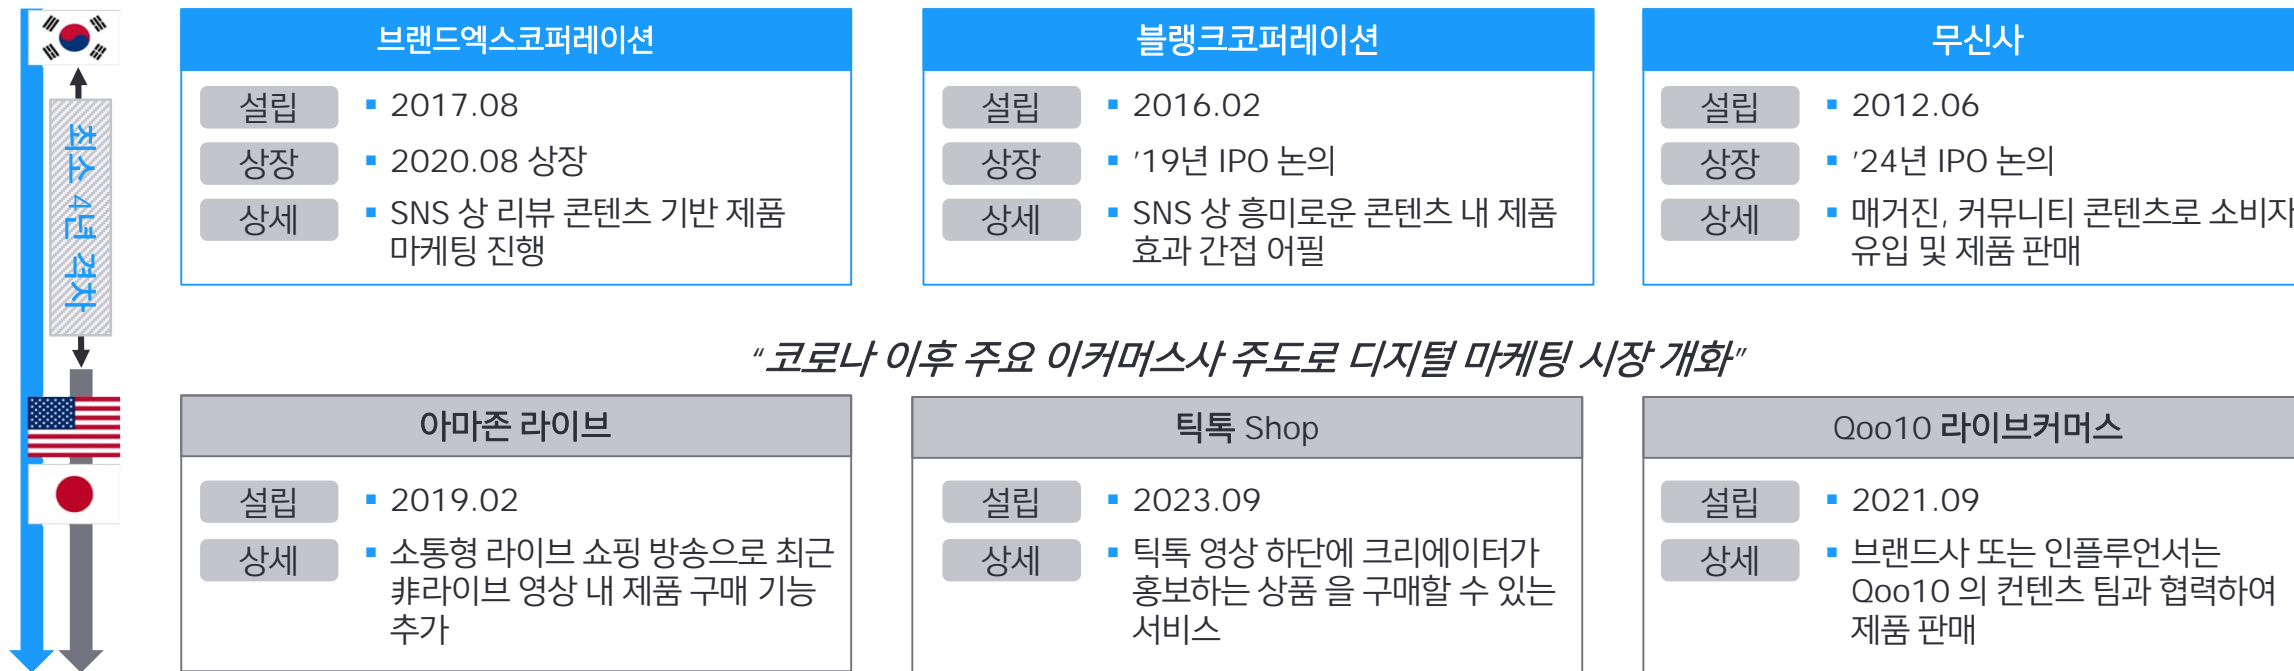 브랜드엑스코퍼레이션
설립
▪ 2017.08
상장
▪ 2020.08 상장
상세
▪ SNS 상 리뷰 콘텐츠 기반 제품
마케팅 진행
블랭크코퍼레이션
설립
▪ 2016.02
상장
▪ '19년 IPO 논의
상세
▪ SNS 상 흥미로운 콘텐츠 내 제품
효과 간접 어필
무신사
설립
▪ 2012.06
상장
▪ '24년 IPO 논의
상세
▪ 매거진, 커뮤니티 콘텐츠로 소비자
유입 및 제품 판매
최소 4년 격차
“코로나 이후 주요 이커머스사 주도로 디지털 마케팅 시장 개화”
아마존 라이브
설립
▪ 2019.02
상세
▪ 소통형 라이브 쇼핑 방송으로 최근
非라이브 영상 내 제품 구매 기능
추가
틱톡 Shop
설립
▪ 2023.09
상세
▪ 틱톡 영상 하단에 크리에이터가
홍보하는 상품 을 구매할 수 있는
서비스
Qoo10 라이브커머스
설립
▪ 2021.09
상세
▪ 브랜드사 또는 인플루언서는
Qoo10 의 컨텐츠 팀과 협력하여
제품 판매